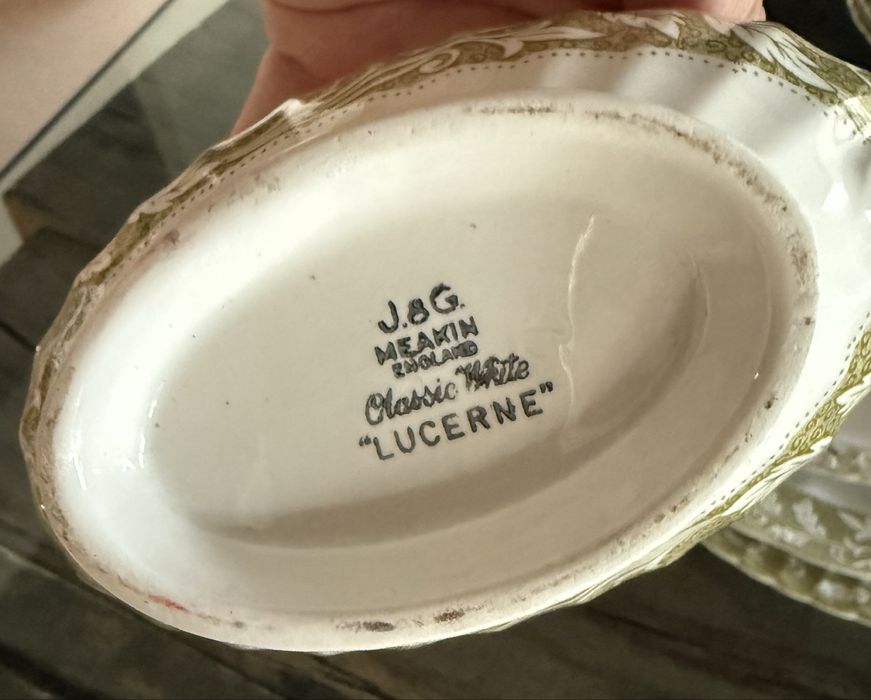 J.&G.
MEAKIN
ENGLAND
Classic White
"LUCERNE"